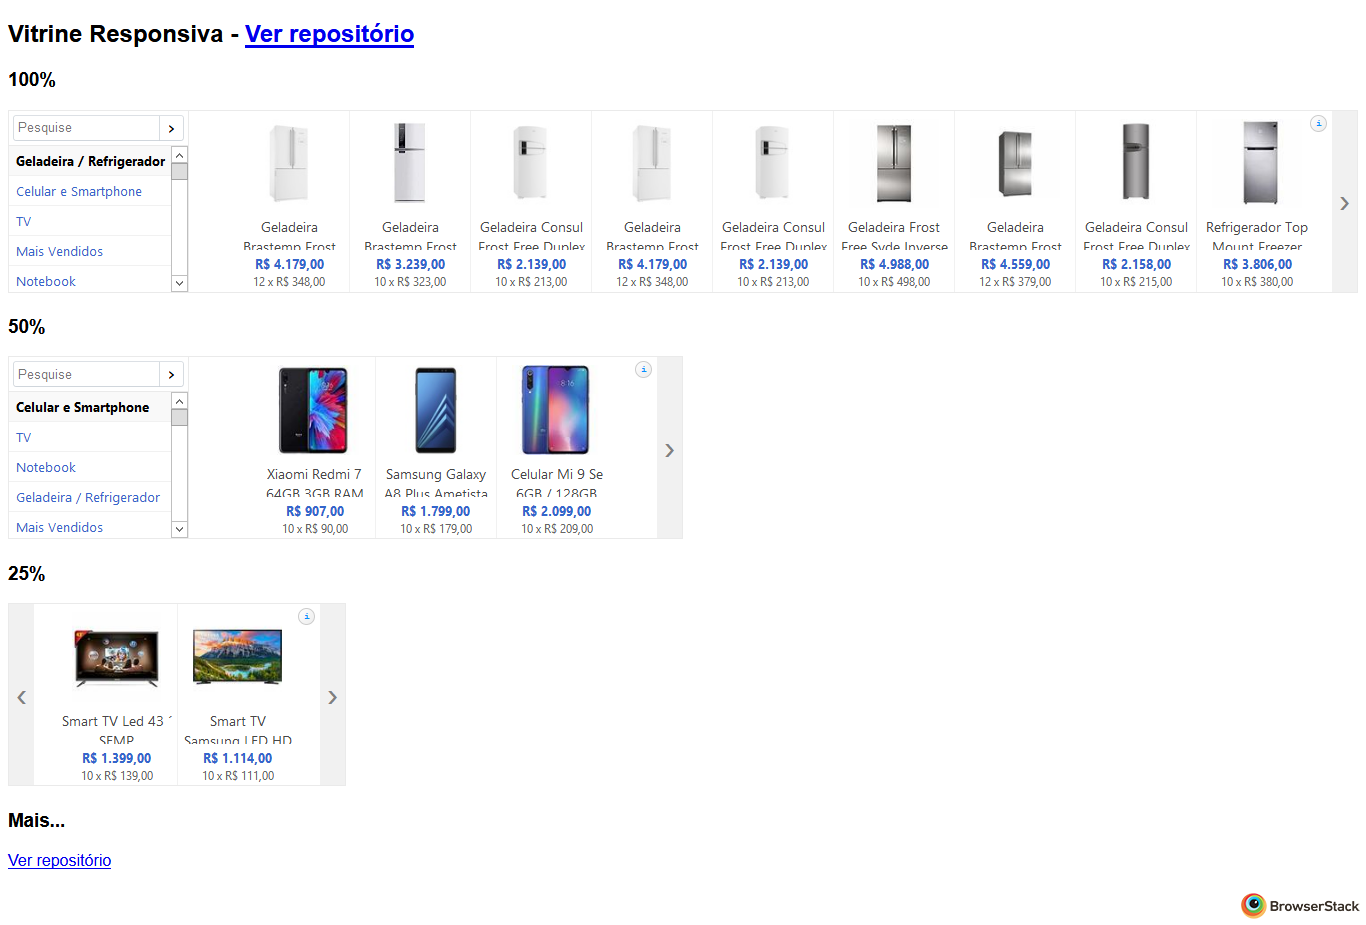 Vitrine Responsiva - Ver repositório
100%
Pesquise
Geladeira / Refrigerador
Celular e Smartphone
TV
Mais Vendidos
Notebook
Geladeira
Brastemp Frost
R$ 4.179,00
12 x R$ 348,00
Geladeira
Brastemp Frost
R$ 3.239,00
10 x R$ 323,00
Geladeira Consul
Frost Free Duplex
R$ 2.139,00
10 x R$ 213,00
Geladeira
Brastemp Frost
R$ 4.179,00
12 x R$ 348,00
Geladeira Consul
Frost Free Duplex
R$ 2.139,00
10 x R$ 213,00
Geladeira Frost
Free Syde Inverse
R$ 4.988,00
10 x R$ 498,00
Geladeira
Brastemp Frost
R$ 4.559,00
12 x R$ 379,00
Geladeira Consul
Frost Free Duplex
R$ 2.158,00
10 x R$ 215,00
Refrigerador Top
Mount Freezer
R$ 3.806,00
10 x R$ 380,00
50%
Pesquise
Celular e Smartphone
TV
Notebook
Geladeira / Refrigerador
Mais Vendidos
Xiaomi Redmi 7
64GB 3GB RAM
R$ 907,00
10 x R$ 90,00
Samsung Galaxy
A8 Plus Ametista
R$ 1.799,00
10 x R$ 179,00
8:16
Celular Mi 9 Se
6GB / 128GB
R$ 2.099,00
10 x R$ 209,00
25%
Smart TV Led 43
SEMP
R$ 1.399,00
10 x R$ 139,00
Smart TV
Samsung LED HD
R$ 1.114,00
10 x R$ 111,00
Mais...
Ver repositório
BrowserStack